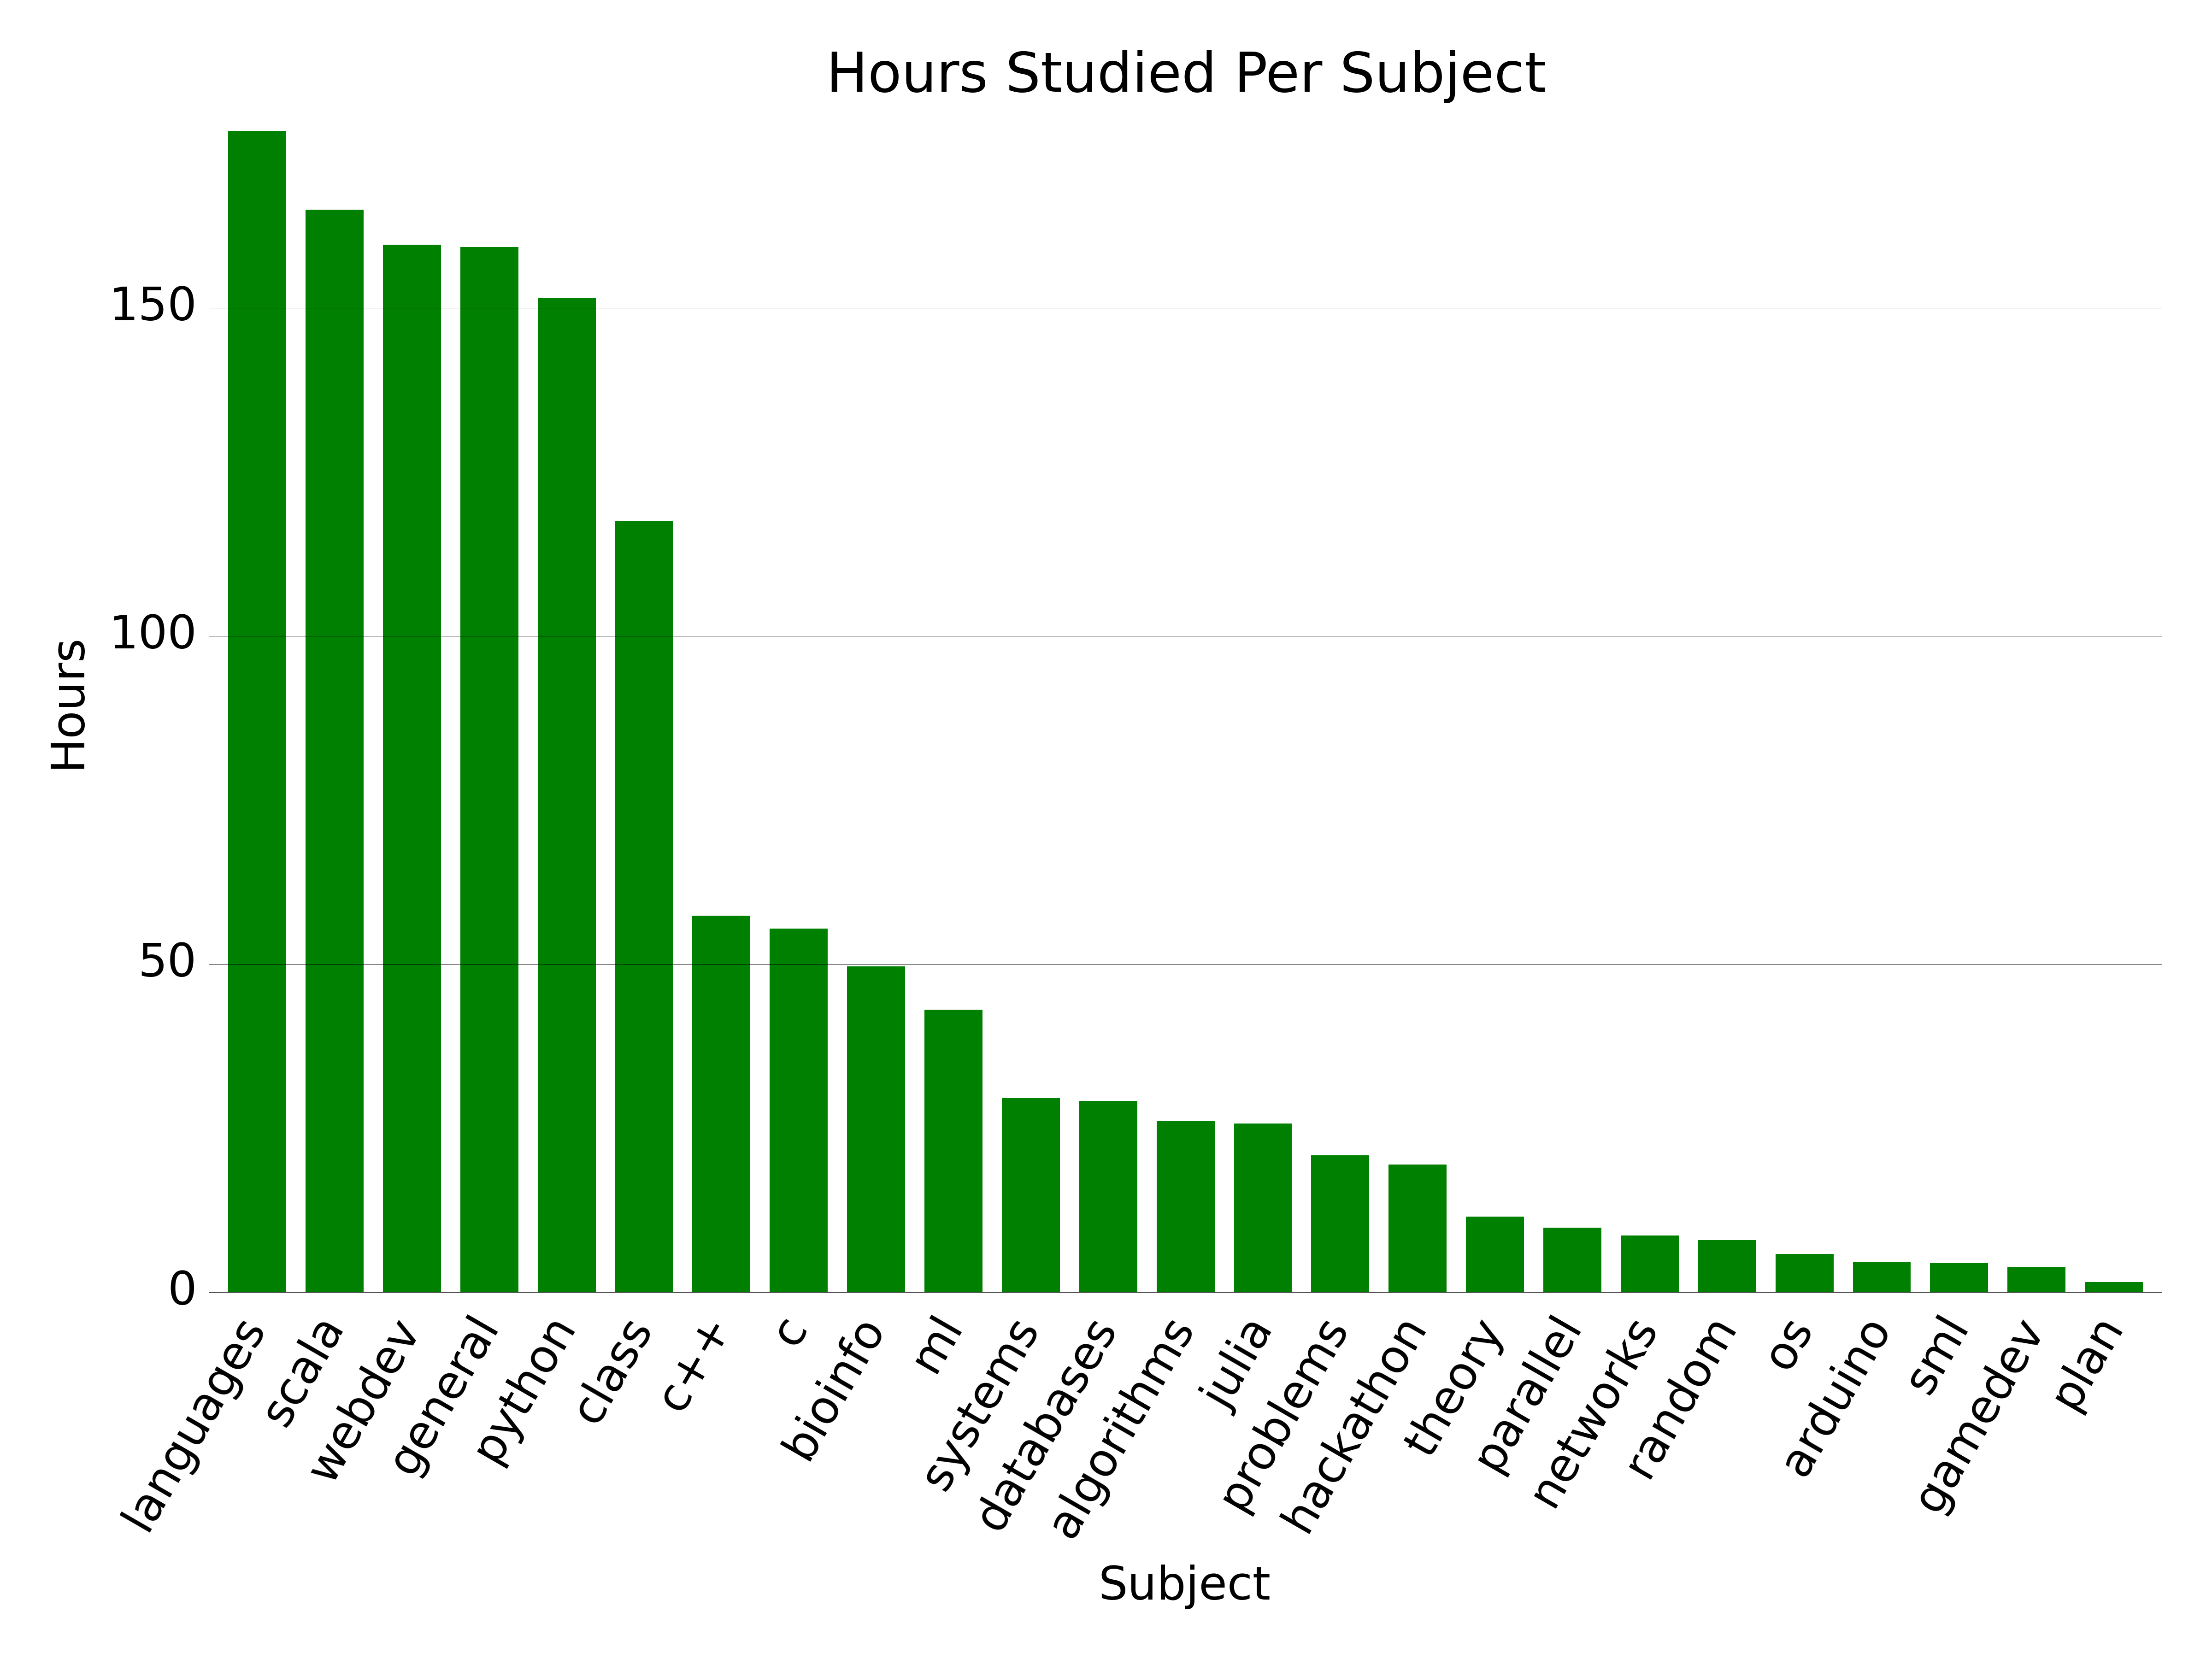 Hours Studied Per Subject
150
100
50
0
Hours
languages
scala
webdev
general
python
class
c++
c
bioinfo
ml
systems
databases
algorithms
julia
problems
hackathon
theory
parallel
networks
random
os
arduino
sml
gamedev
plan
Subject